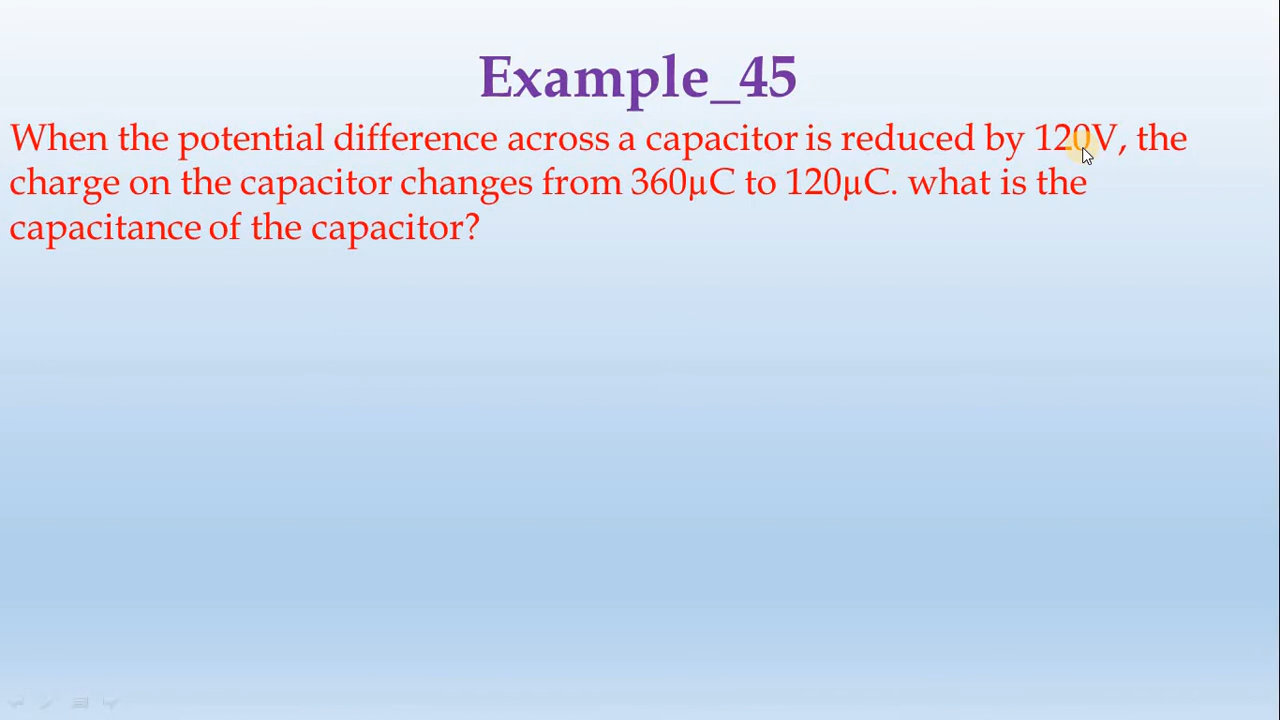 Example_45
When the potential difference across a capacitor is reduced by 120V, the
charge on the capacitor changes from 360µC to 120µC. what is the
capacitance of the capacitor?